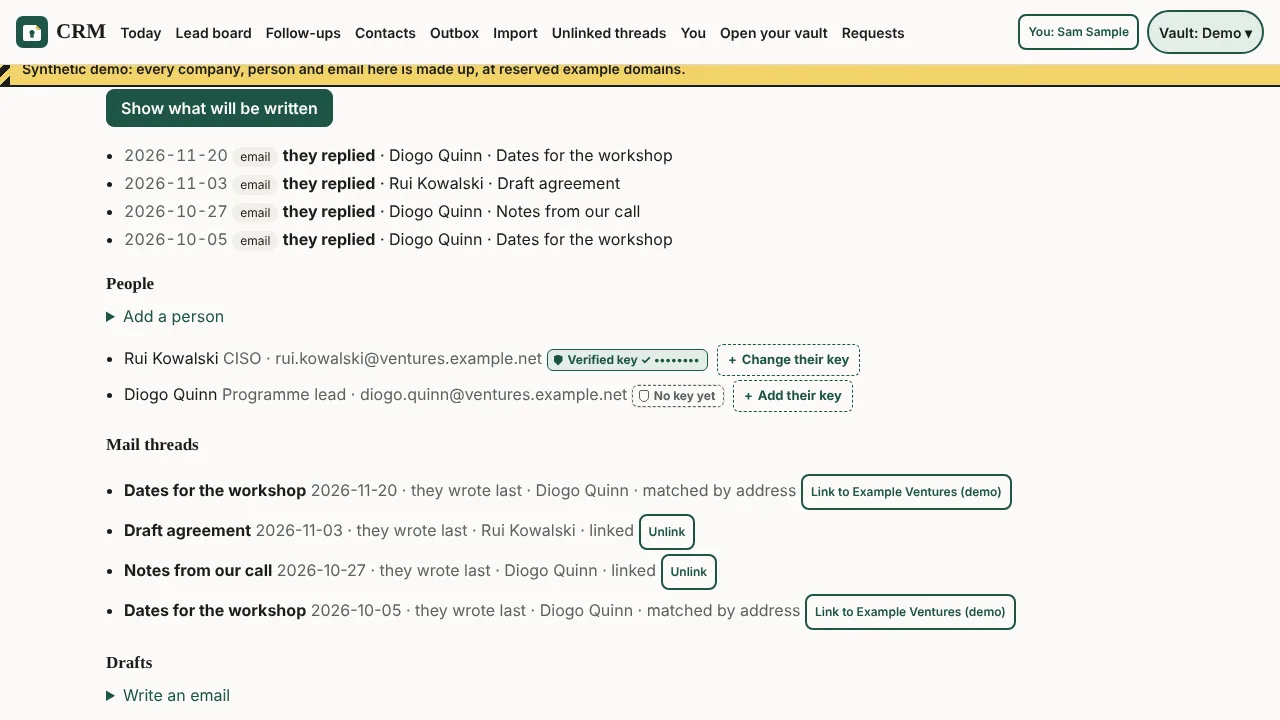 CRM Today Lead board Follow-ups Contacts Outbox Import Unlinked threads You Open your vault Requests You: Sam Sample Vault: Demo ▾
Synthetic demo: every company, person and email here is made up, at reserved example domains.
Show what will be written
• 2026-11-20 email they replied · Diogo Quinn · Dates for the workshop
• 2026-11-03 email they replied · Rui Kowalski · Draft agreement
• 2026-10-27 email they replied · Diogo Quinn · Notes from our call
• 2026-10-05 email they replied · Diogo Quinn · Dates for the workshop
People
▶ Add a person
• Rui Kowalski CISO · rui.kowalski@ventures.example.net Verified key ✓ •••••••• + Change their key
• Diogo Quinn Programme lead · diogo.quinn@ventures.example.net No key yet + Add their key
Mail threads
• Dates for the workshop 2026-11-20 · they wrote last · Diogo Quinn · matched by address Link to Example Ventures (demo)
• Draft agreement 2026-11-03 · they wrote last · Rui Kowalski · linked Unlink
• Notes from our call 2026-10-27 · they wrote last · Diogo Quinn · linked Unlink
• Dates for the workshop 2026-10-05 · they wrote last · Diogo Quinn · matched by address Link to Example Ventures (demo)
Drafts
▶ Write an email